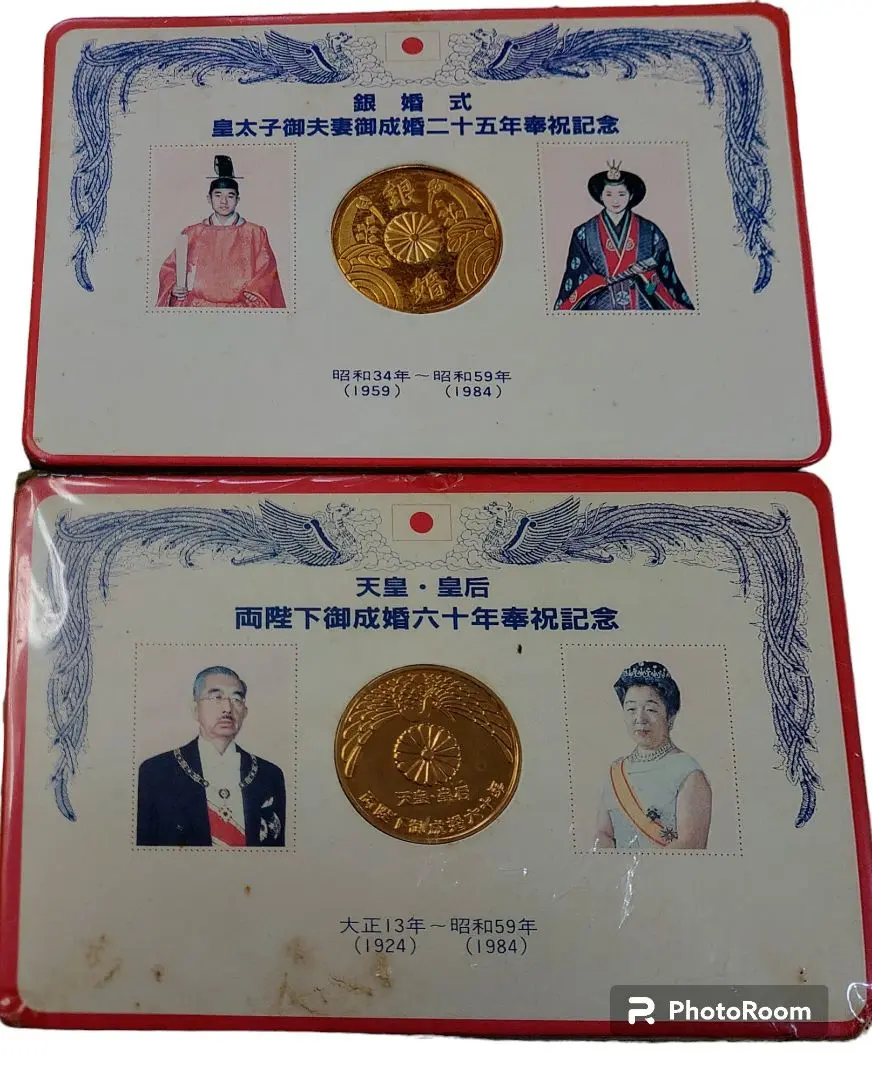 銀婚式
皇太子御夫妻御成婚二十五年奉祝記念
銀
婚
昭和34年～昭和59年
(1959) (1984)
天皇・皇后
両陛下御成婚六十年奉祝記念
天皇・皇后
両陛下御成婚六十年
大正13年～昭和59年
(1924) (1984)
PhotoRoom